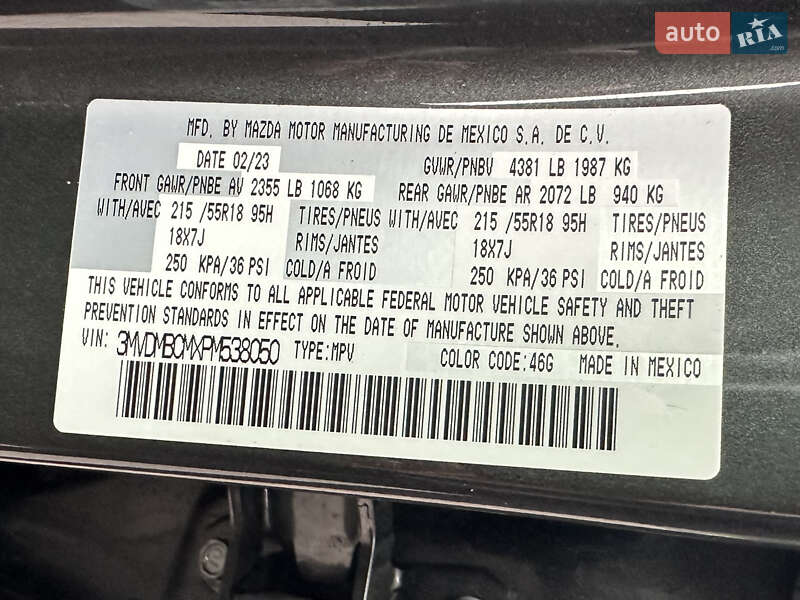 auto RIA.com
MFD. BY MAZDA MOTOR MANUFACTURING DE MEXICO S.A. DE C.V.
DATE 02/23 GVWR/PNBV 4381 LB 1987 KG
FRONT GAWR/PNBE AV 2355 LB 1068 KG REAR GAWR/PNBE AR 2072 LB 940 KG
WITH/AVEC 215 /55R18 95H TIRES/PNEUS WITH/AVEC 215 /55R18 95H TIRES/PNEUS
18X7J RIMS/JANTES 18X7J RIMS/JANTES
250 KPA/36 PSI COLD/A FROID 250 KPA/36 PSI COLD/A FROID
THIS VEHICLE CONFORMS TO ALL APPLICABLE FEDERAL MOTOR VEHICLE SAFETY AND THEFT
PREVENTION STANDARDS IN EFFECT ON THE DATE OF MANUFACTURE SHOWN ABOVE.
VIN: 3MVDMBCMXPM538050 TYPE:MPV COLOR CODE:46G MADE IN MEXICO